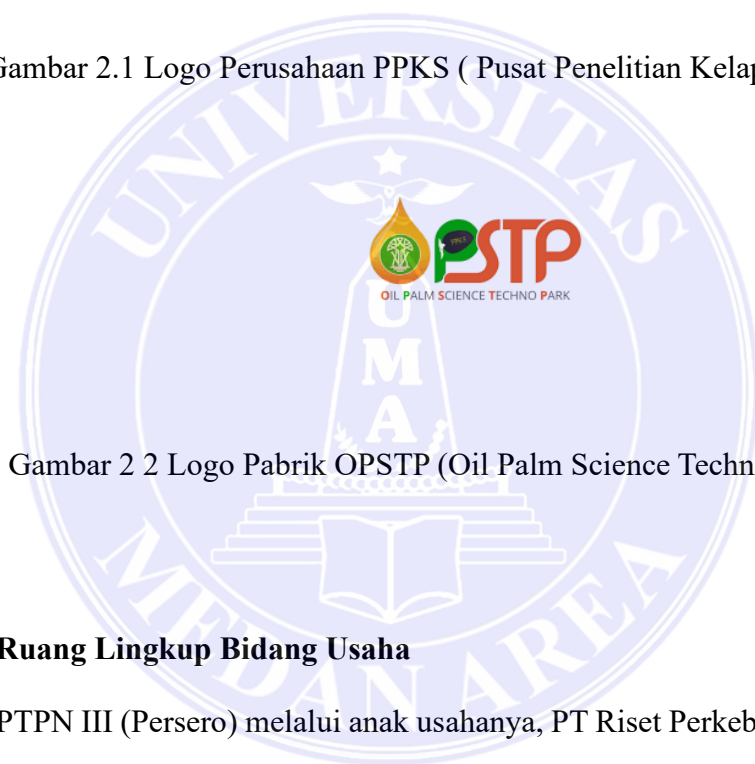 Gambar 2.1 Logo Perusahaan PPKS ( Pusat Penelitian Kelap
UNIVERSITAS
PPKS
OPSTP
OIL PALM SCIENCE TECHNO PARK
UMA
Gambar 2 2 Logo Pabrik OPSTP (Oil Palm Science Techn
MEDAN AREA
Ruang Lingkup Bidang Usaha
PTPN III (Persero) melalui anak usahanya, PT Riset Perkeb